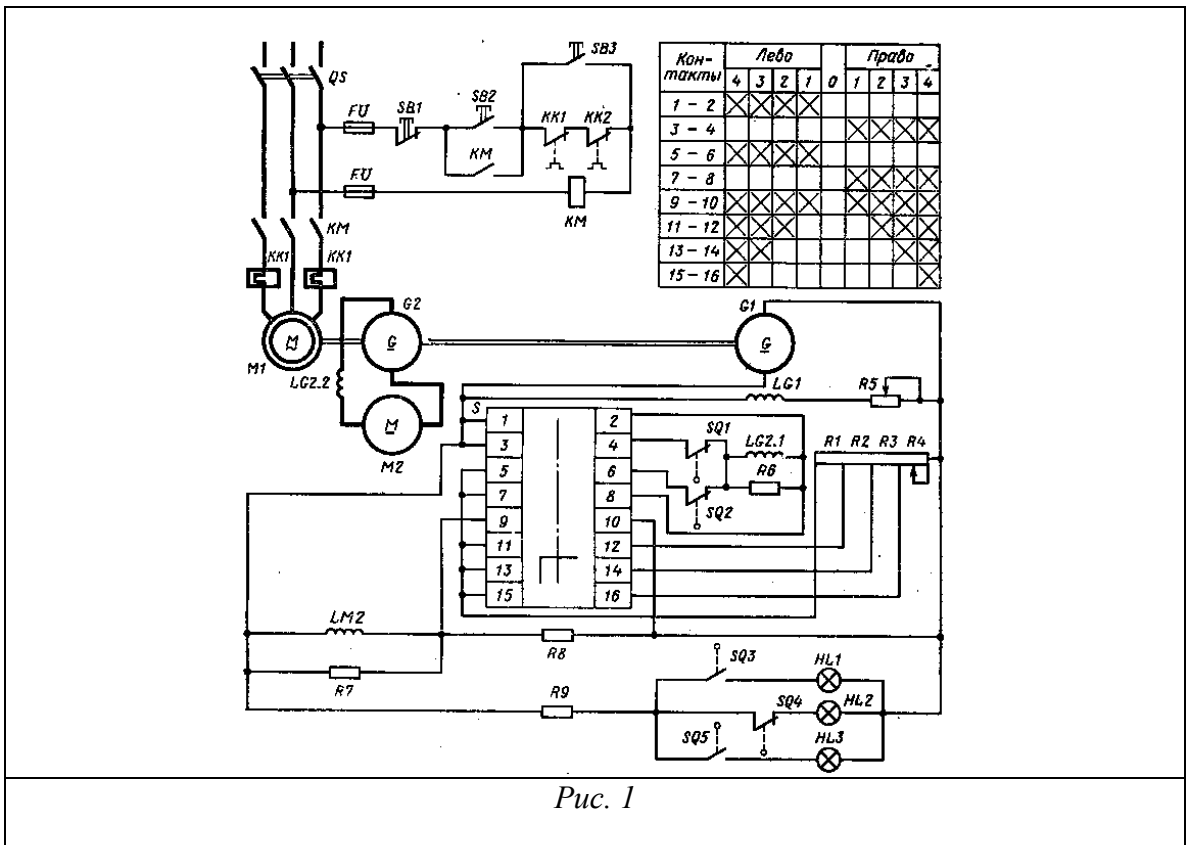 QS
FU
SB1
SB2
SB3
KK1
KK2
KM
FU
KM
KM
KK1
KK1
Кон-
такты
Лево
Право
4 3 2 1 0 1 2 3 4
1 – 2
3 – 4
5 – 6
7 – 8
9 – 10
11 – 12
13 – 14
15 – 16
M1
M
G2
G
G1
G
LG2.2
M
M2
LG1
R5
S
1 2
3 4
5 6
7 8
9 10
11 12
13 14
15 16
SQ1
LG2.1
R6
SQ2
R1 R2 R3 R4
LM2
R7
R8
R9
SQ3
HL1
SQ4
HL2
SQ5
HL3
Рис. 1